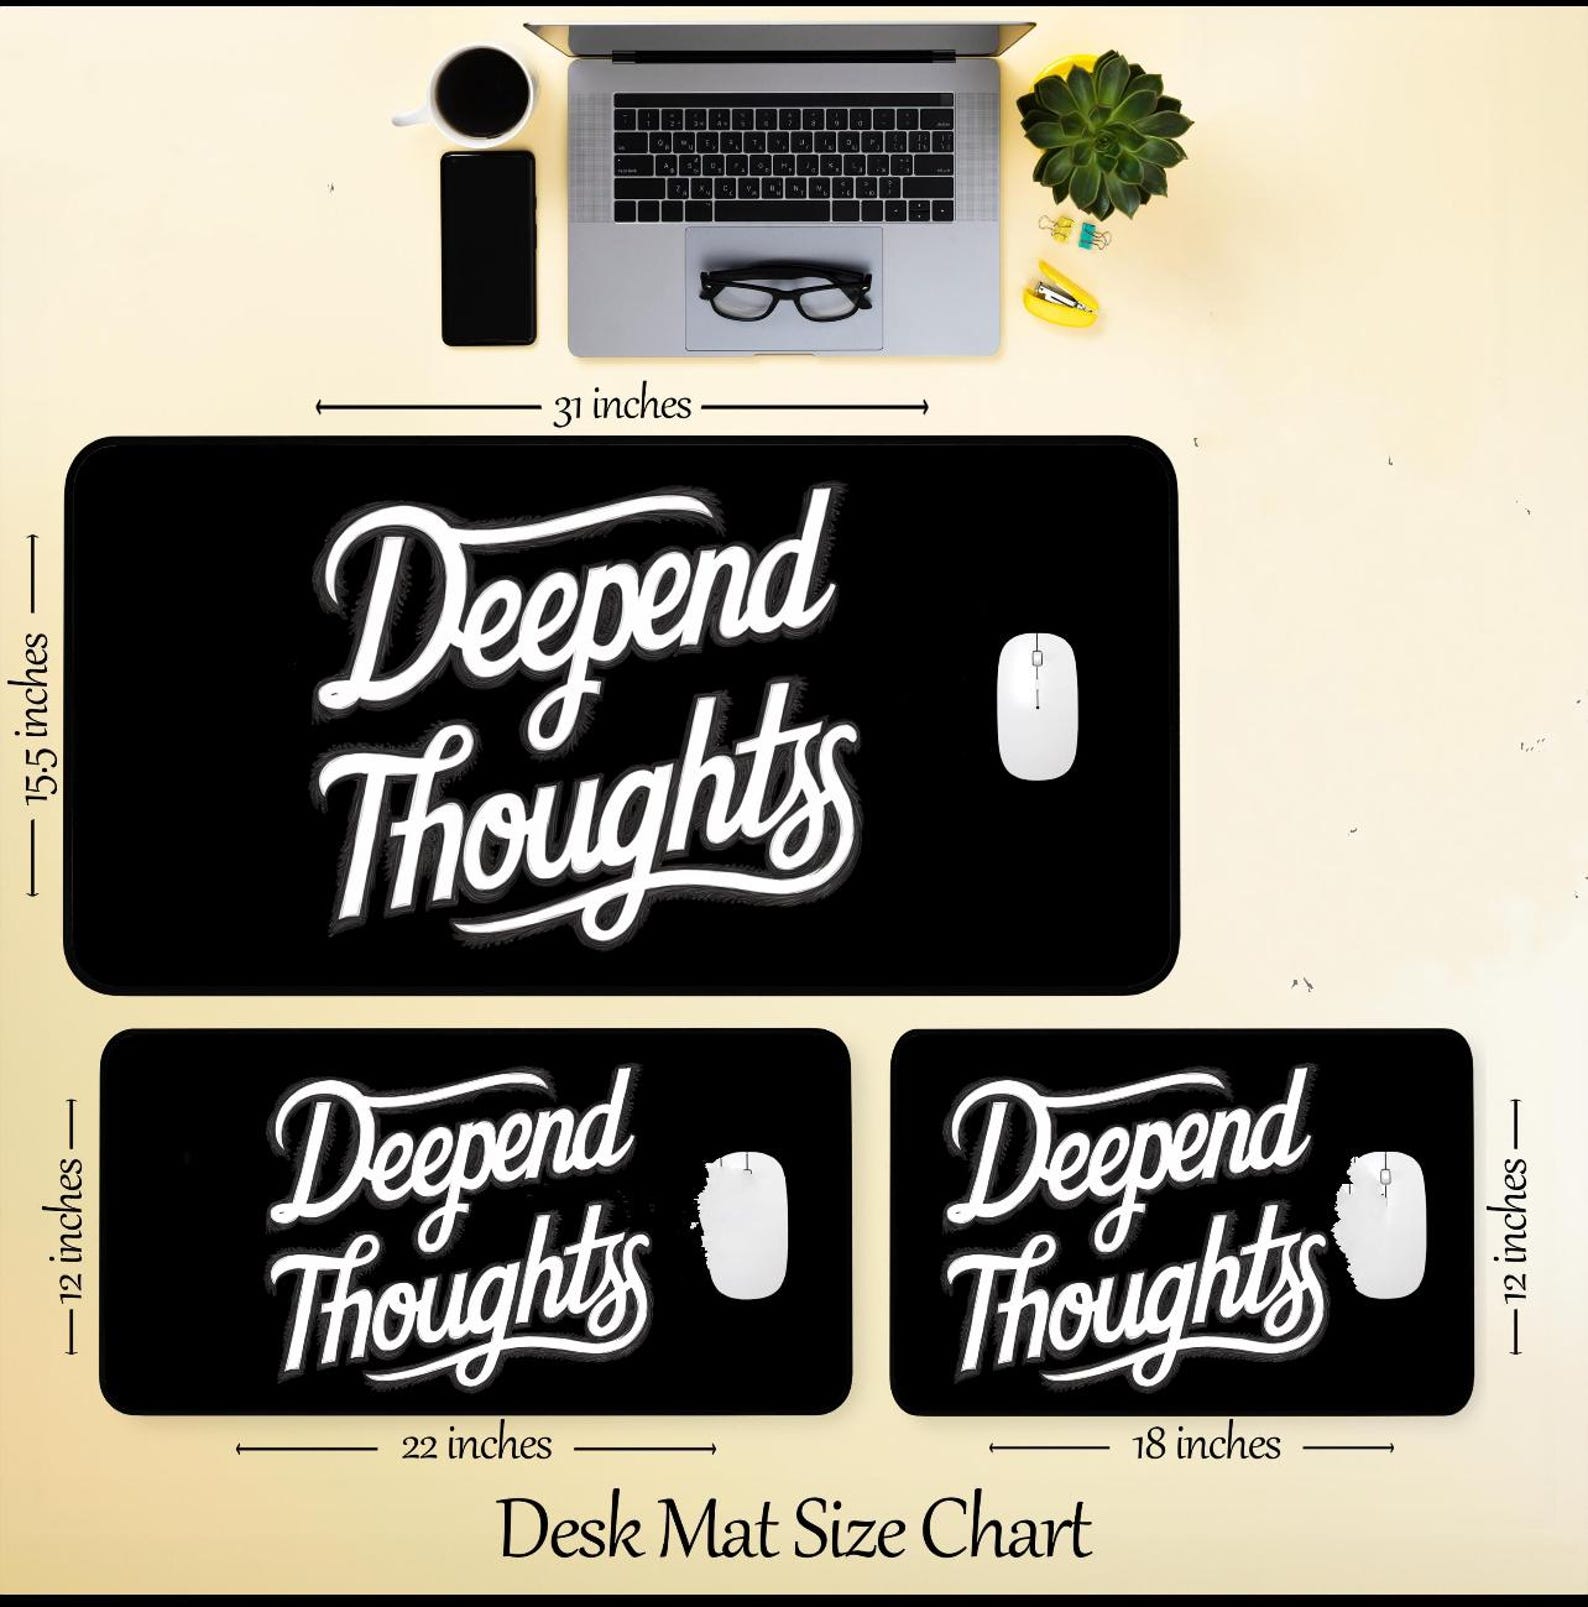 31 inches
15.5 inches
Deepend
Thoughtss
12 inches
Deepend
Thoughtss
22 inches
Deepend
Thoughtss
12 inches
18 inches
Desk Mat Size Chart